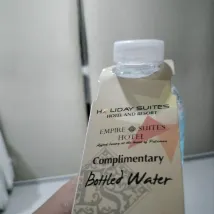 HOLIDAY SUITES
HOTEL AND RESORT
EMPIRE SUITES
HOTEL
Complimentary
Bottled Water